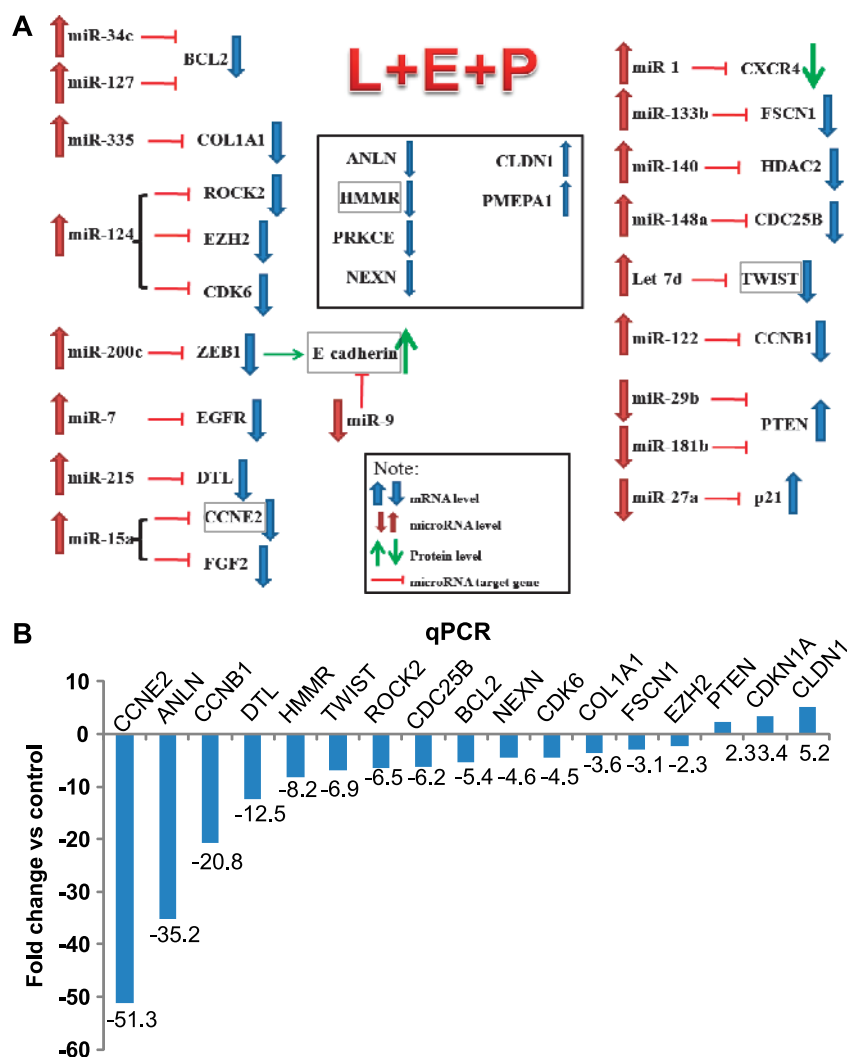 A
L+E+P
miR-34c
BCL2
miR-127
miR-335
COL1A1
miR-124
ROCK2
EZH2
CDK6
miR-200c
ZEB1
E cadherin
miR-9
miR-7
EGFR
miR-215
DTL
miR-15a
CCNE2
FGF2
ANLN
CLDN1
HMMR
PMEPA1
PRKCE
NEXN
Note:
mRNA level
microRNA level
Protein level
microRNA target gene
miR 1
CXCR4
miR-133b
FSCN1
miR-140
HDAC2
miR-148a
CDC25B
Let 7d
TWIST
miR-122
CCNB1
miR-29b
PTEN
miR-181b
miR-27a
p21
B
qPCR
Fold change vs control
10
0
-10
-20
-30
-40
-50
-60
CCNE2
ANLN
CCNB1
DTL
HMMR
TWIST
ROCK2
CDC25B
BCL2
NEXN
CDK6
COL1A1
FSCN1
EZH2
PTEN
CDKN1A
CLDN1
-51.3
-35.2
-20.8
-12.5
-8.2
-6.9
-6.5
-6.2
-5.4
-4.6
-4.5
-3.6
-3.1
-2.3
2.3
3.4
5.2